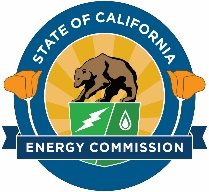 STATE OF CALIFORNIA
ENERGY COMMISSION